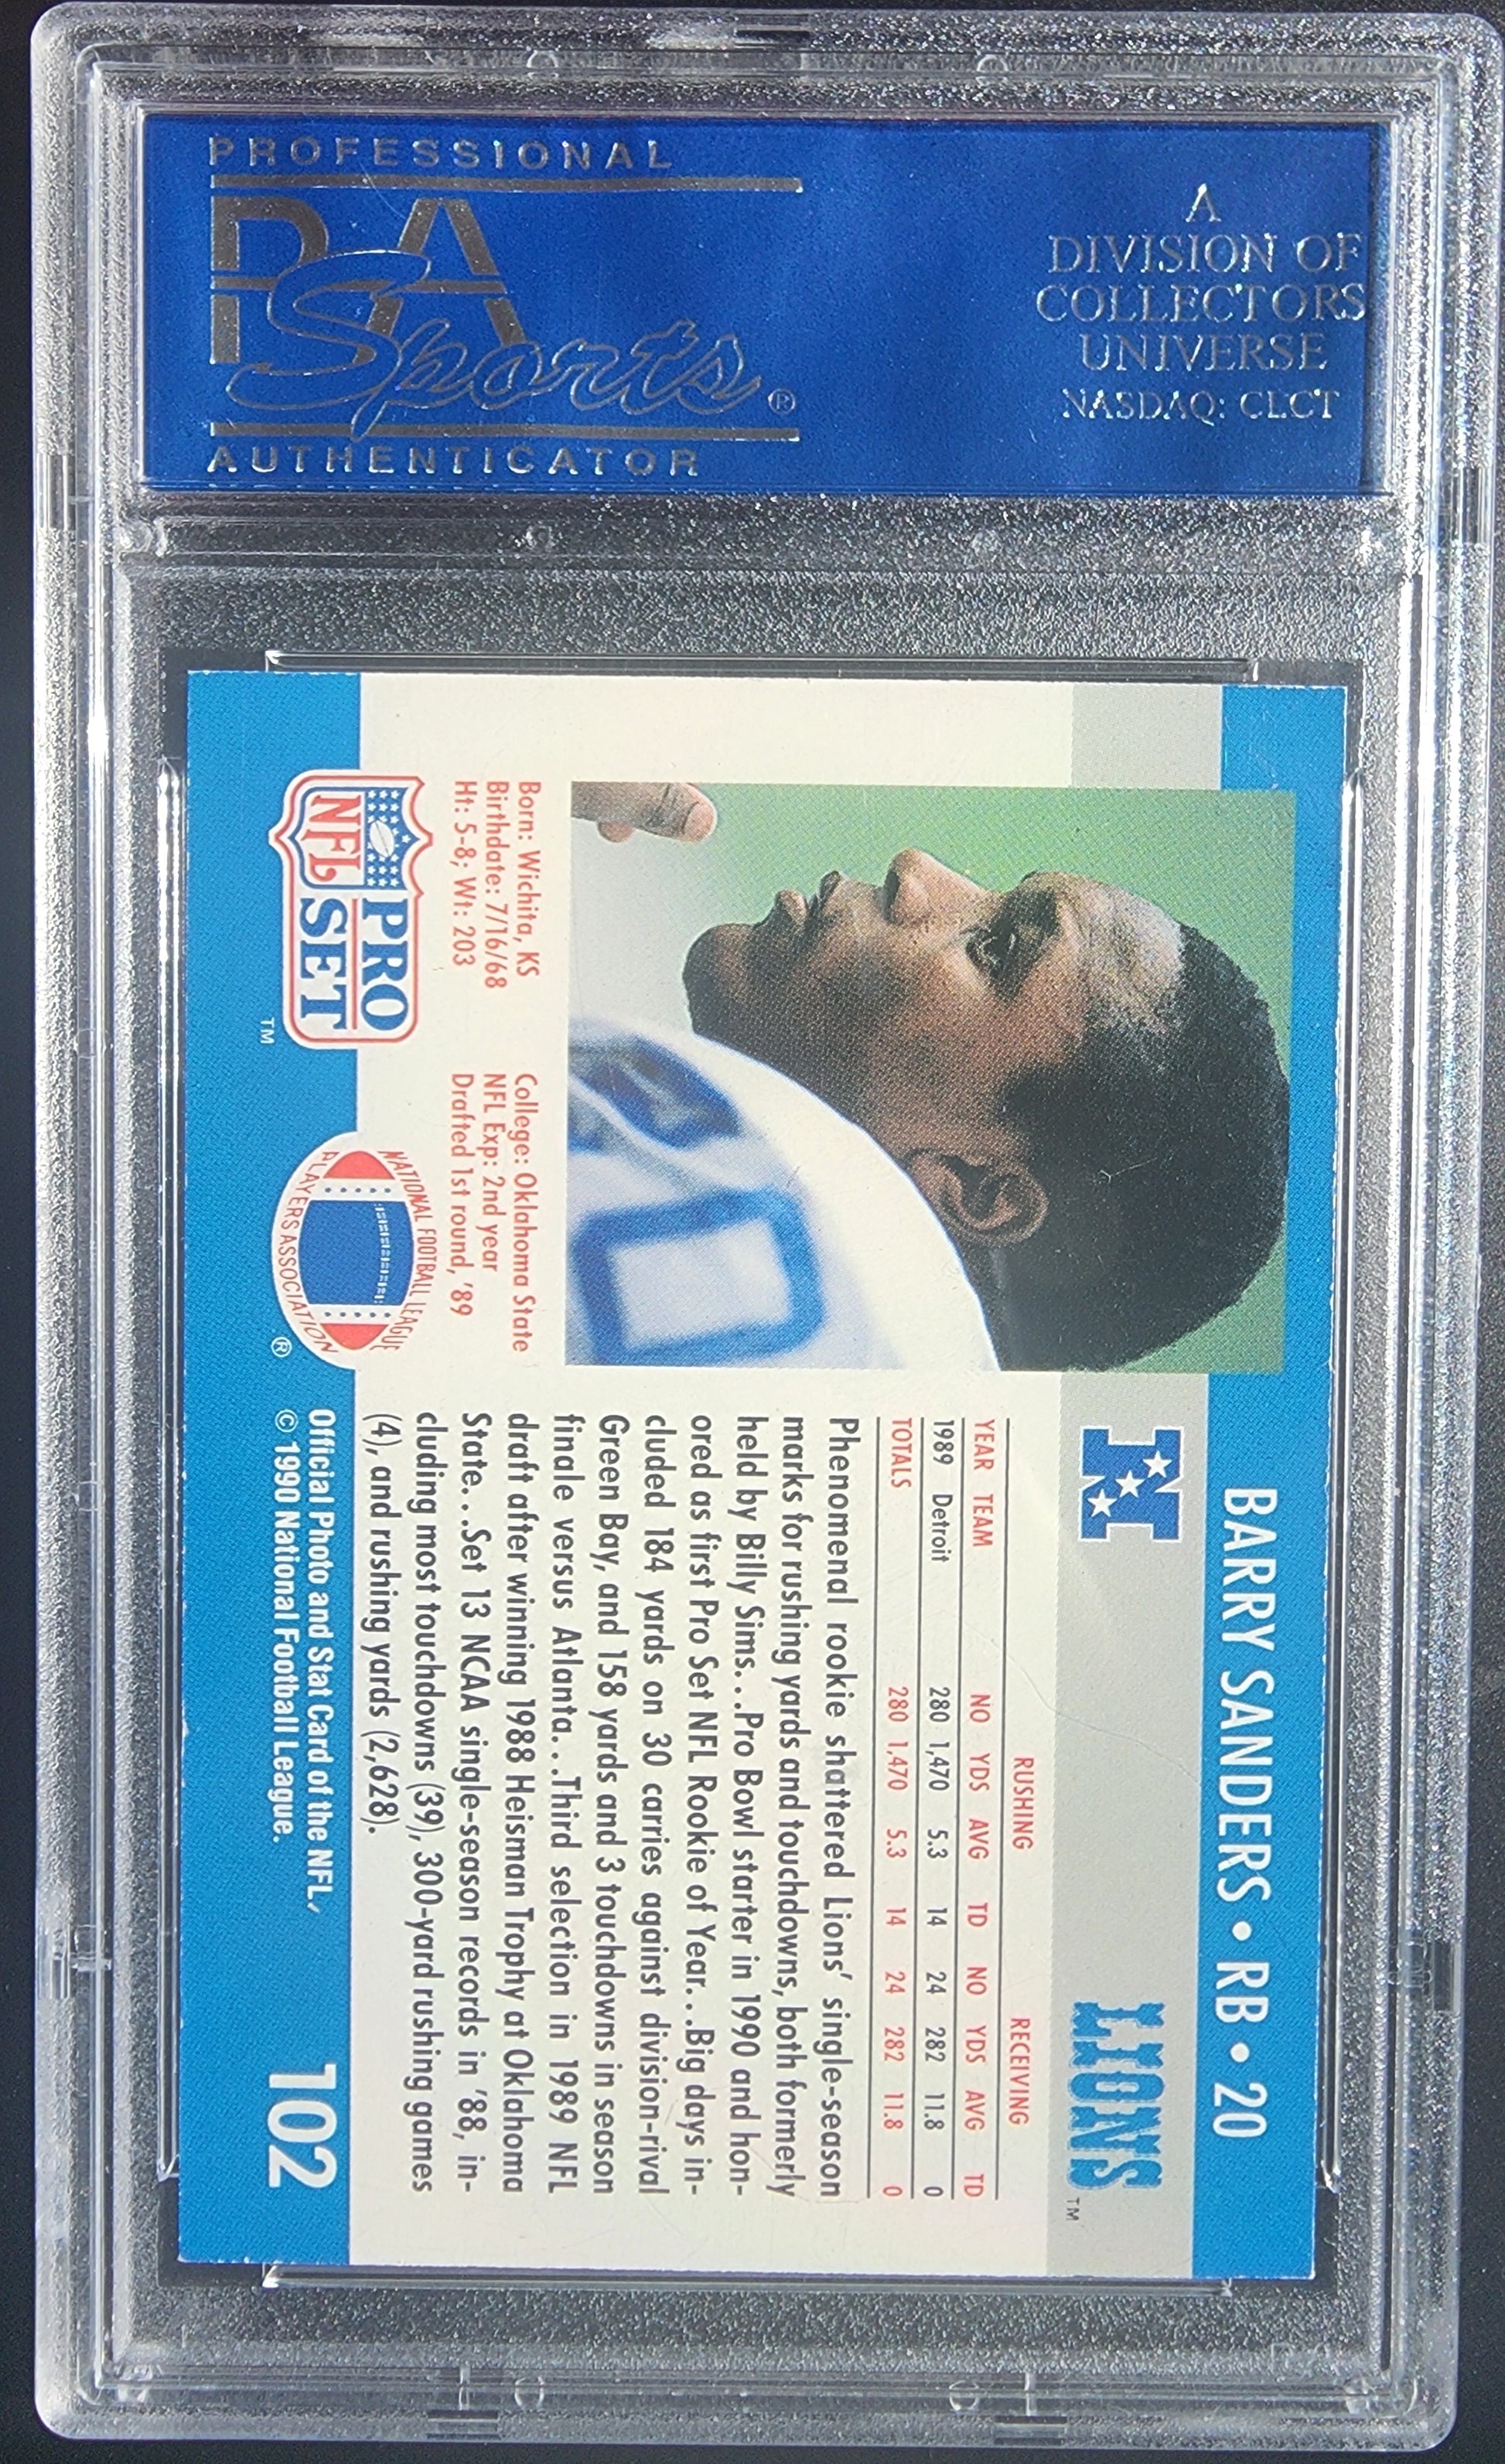 PROFESSIONAL
PSA
Sports®
AUTHENTICATOR
A
DIVISION OF
COLLECTORS
UNIVERSE
NASDAQ: CLCT
BARRY SANDERS • RB • 20
N
LIONS™
RUSHING RECEIVING
YEAR TEAM NO YDS AVG TD NO YDS AVG TD
1989 Detroit 280 1,470 5.3 14 24 282 11.8 0
TOTALS 280 1,470 5.3 14 24 282 11.8 0
Phenomenal rookie shattered Lions' single-season
marks for rushing yards and touchdowns, both formerly
held by Billy Sims. . .Pro Bowl starter in 1990 and hon-
ored as first Pro Set NFL Rookie of Year. . .Big days in-
cluded 184 yards on 30 carries against division-rival
Green Bay, and 158 yards and 3 touchdowns in season
finale versus Atlanta. . .Third selection in 1989 NFL
draft after winning 1988 Heisman Trophy at Oklahoma
State. . .Set 13 NCAA single-season records in '88, in-
cluding most touchdowns (39), 300-yard rushing games
(4), and rushing yards (2,628).
Born: Wichita, KS
Birthdate: 7/16/68
Ht: 5-8; Wt: 203
College: Oklahoma State
NFL Exp: 2nd year
Drafted 1st round, '89
NFL
PRO
SET
™
NATIONAL FOOTBALL LEAGUE
PLAYERS ASSOCIATION
®
Official Photo and Stat Card of the NFL.
© 1990 National Football League.
102